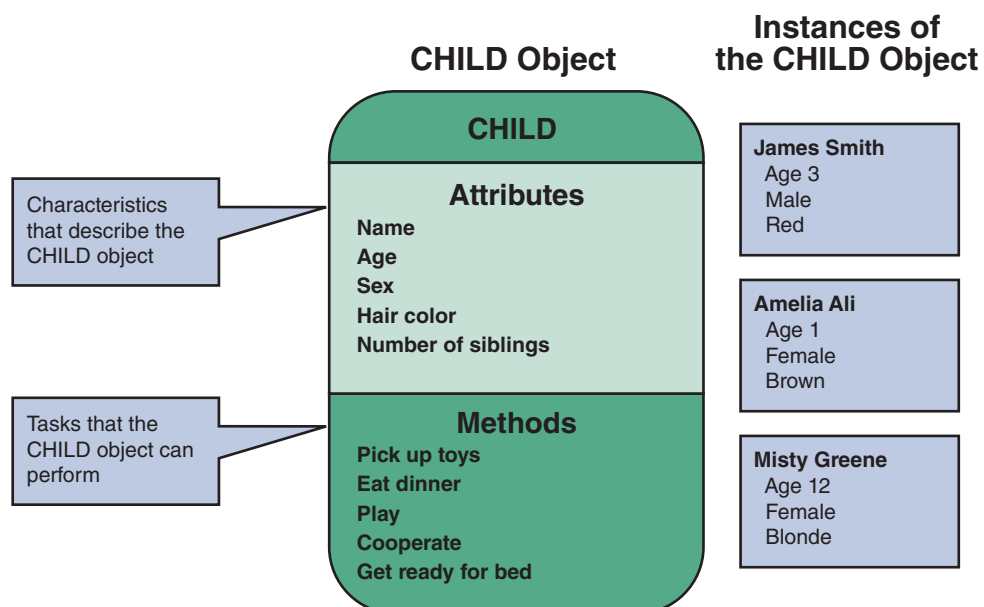 CHILD Object
Instances of
the CHILD Object
CHILD
Attributes
Name
Age
Sex
Hair color
Number of siblings
Methods
Pick up toys
Eat dinner
Play
Cooperate
Get ready for bed
Characteristics
that describe the
CHILD object
Tasks that the
CHILD object can
perform
James Smith
Age 3
Male
Red
Amelia Ali
Age 1
Female
Brown
Misty Greene
Age 12
Female
Blonde